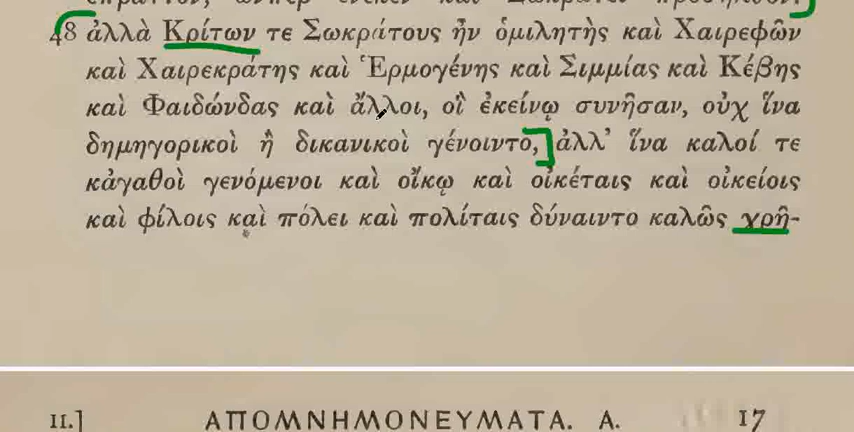 48 ἀλλὰ Κρίτων τε Σωκράτους ἦν ὁμιλητὴς καὶ Χαιρεφῶν
καὶ Χαιρεκράτης καὶ Ἑρμογένης καὶ Σιμμίας καὶ Κέβης
καὶ Φαιδώνδας καὶ ἄλλοι, οἳ ἐκείνῳ συνῆσαν, οὐχ ἵνα
δημηγορικοὶ ἢ δικανικοὶ γένοιντο, ἀλλ’ ἵνα καλοί τε
κἀγαθοὶ γενόμενοι καὶ οἴκῳ καὶ οἰκέταις καὶ οἰκείοις
καὶ φίλοις καὶ πόλει καὶ πολίταις δύναιντο καλῶς χρῆ-
II.] ΑΠΟΜΝΗΜΟΝΕΥΜΑΤΑ. Α. 17